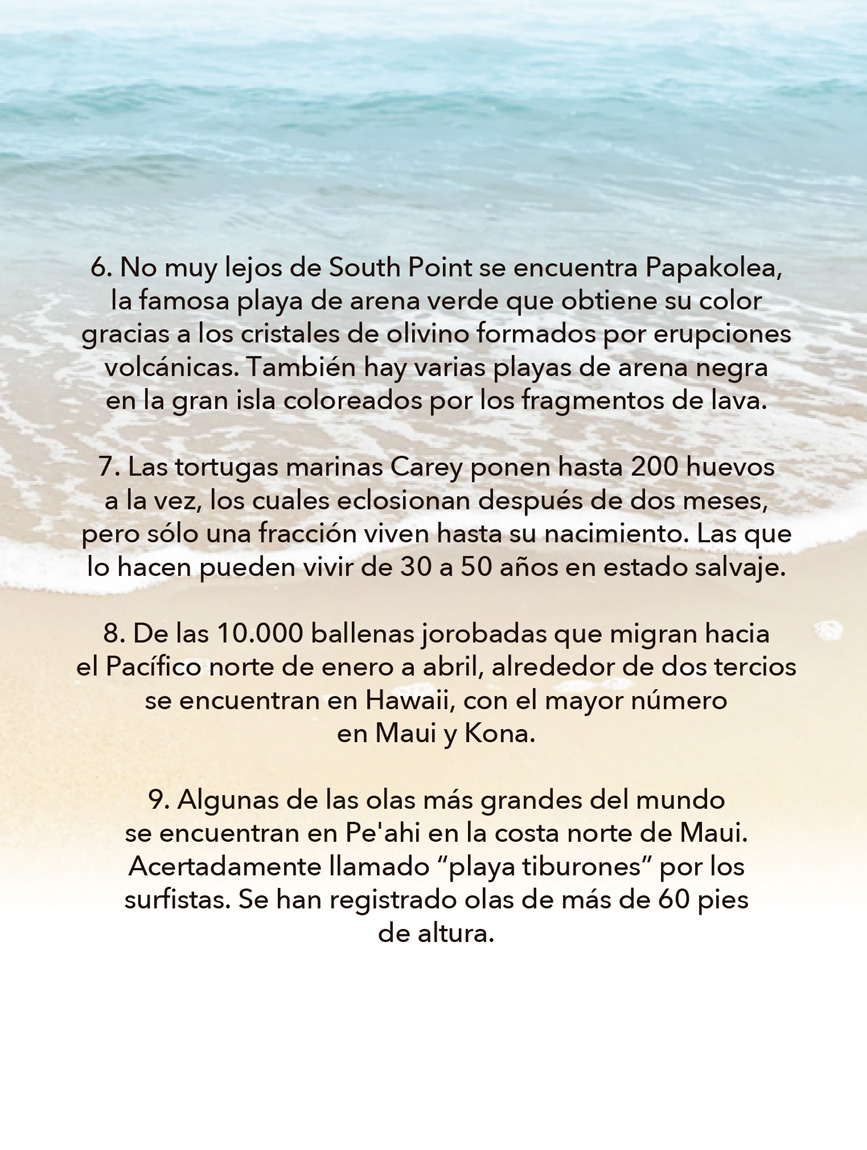 6. No muy lejos de South Point se encuentra Papakolea,
la famosa playa de arena verde que obtiene su color
gracias a los cristales de olivino formados por erupciones
volcánicas. También hay varias playas de arena negra
en la gran isla coloreados por los fragmentos de lava.
7. Las tortugas marinas Carey ponen hasta 200 huevos
a la vez, los cuales eclosionan después de dos meses,
pero sólo una fracción viven hasta su nacimiento. Las que
lo hacen pueden vivir de 30 a 50 años en estado salvaje.
8. De las 10.000 ballenas jorobadas que migran hacia
el Pacífico norte de enero a abril, alrededor de dos tercios
se encuentran en Hawaii, con el mayor número
en Maui y Kona.
9. Algunas de las olas más grandes del mundo
se encuentran en Pe'ahi en la costa norte de Maui.
Acertadamente llamado “playa tiburones” por los
surfistas. Se han registrado olas de más de 60 pies
de altura.